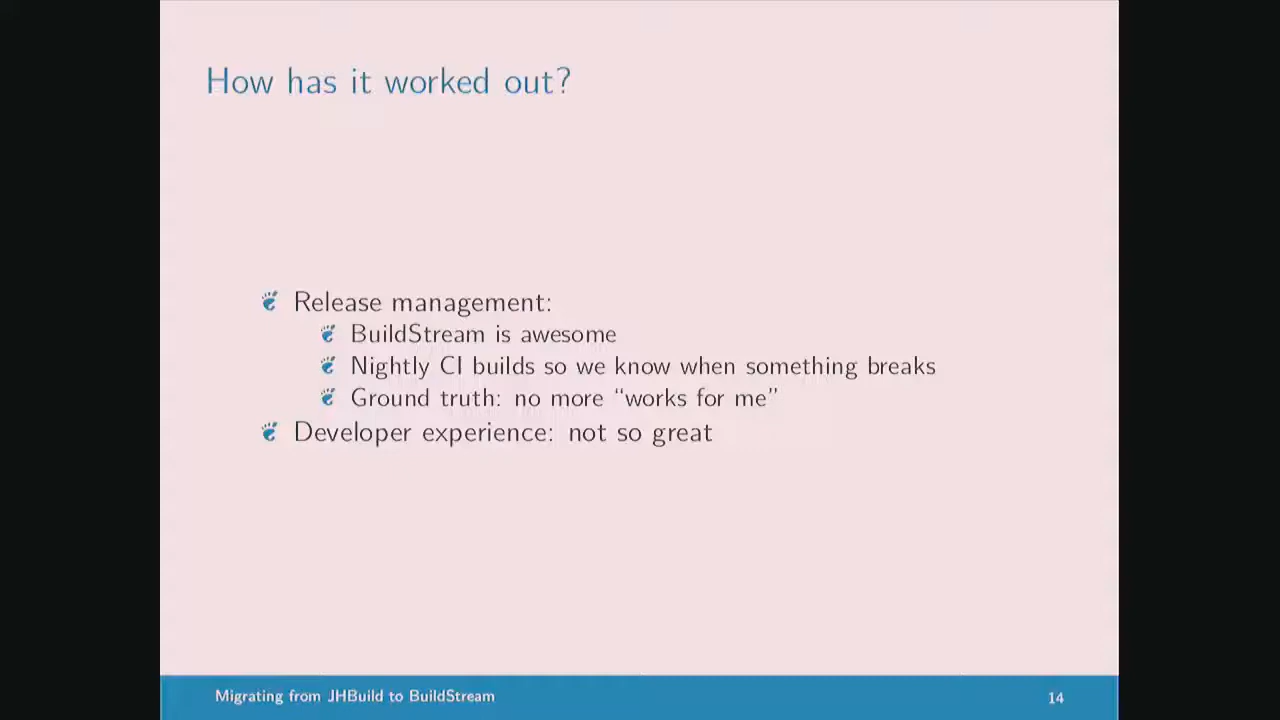 How has it worked out?
Release management:
BuildStream is awesome
Nightly CI builds so we know when something breaks
Ground truth: no more “works for me”
Developer experience: not so great
Migrating from JHBuild to BuildStream
14